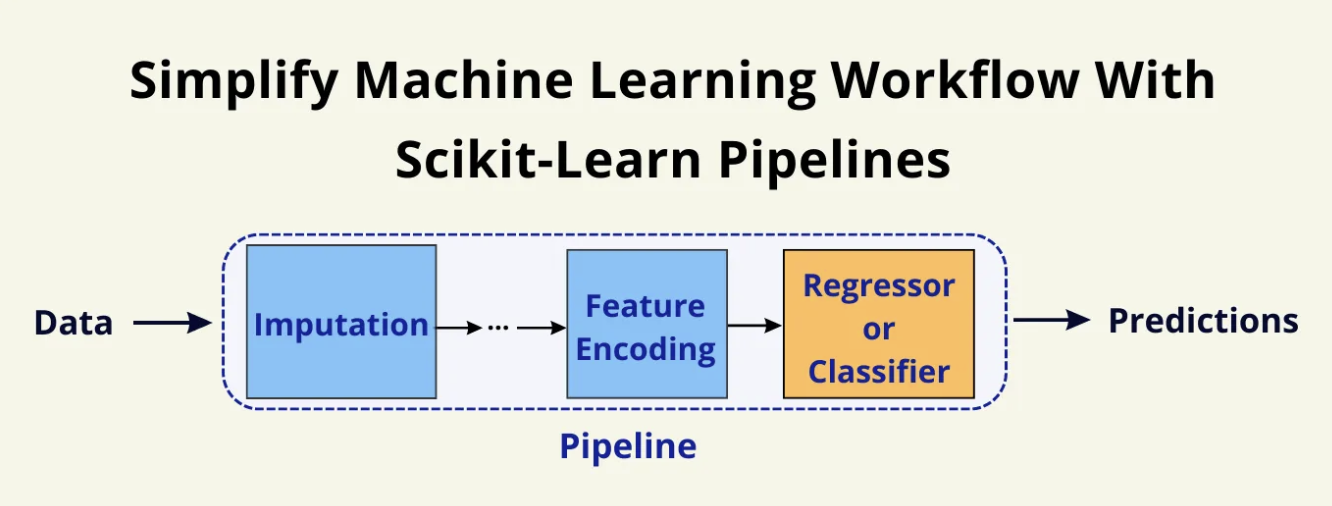 Simplify Machine Learning Workflow With
Scikit-Learn Pipelines
Data
Imputation
...
Feature
Encoding
Regressor
or
Classifier
Predictions
Pipeline